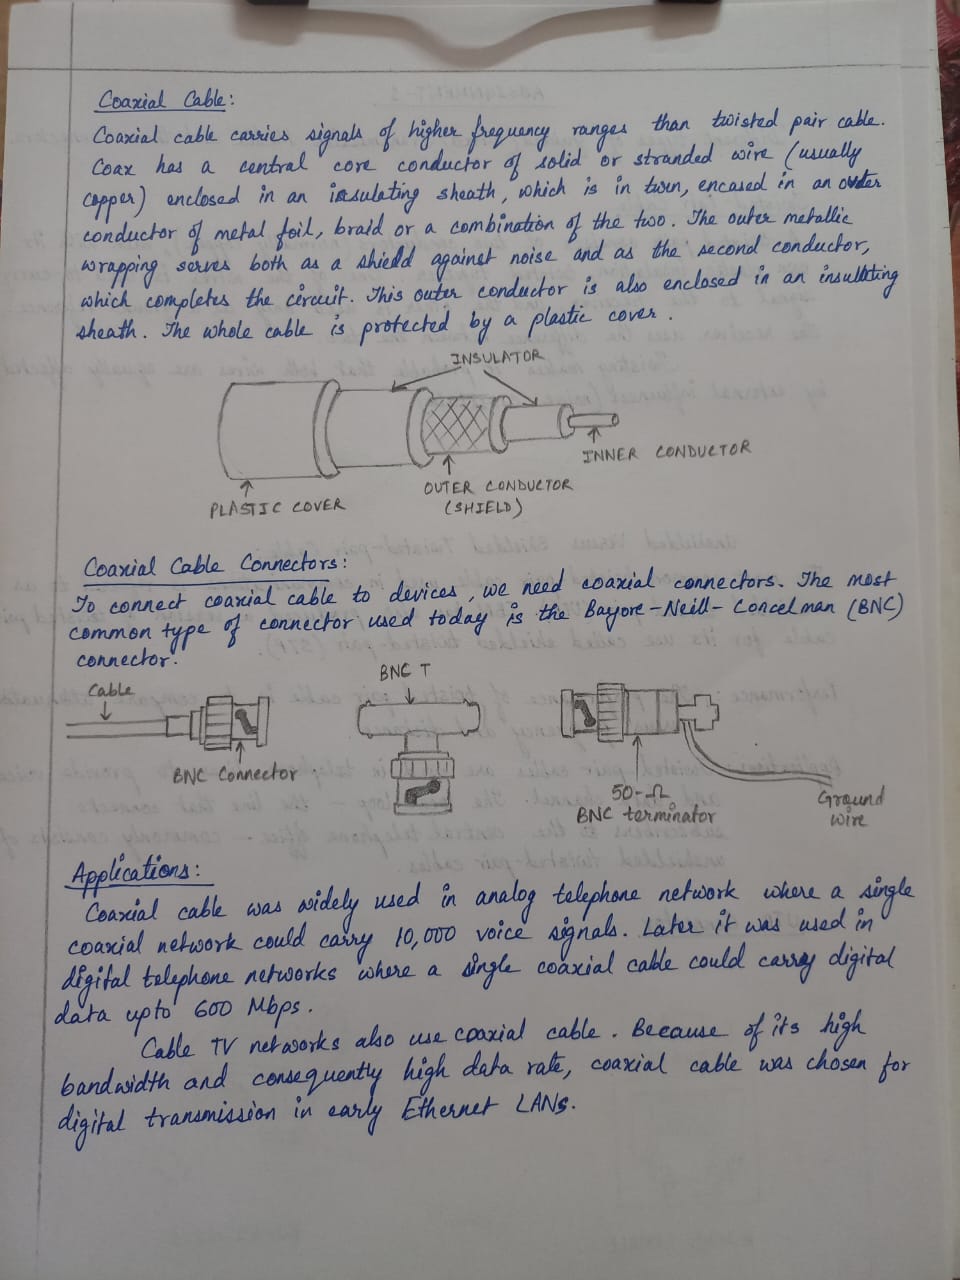 Coaxial Cable:
Coaxial cable carries signals of higher frequency ranges than twisted pair cable.
Coax has a central core conductor of solid or stranded wire (usually
copper) enclosed in an insulating sheath, which is in turn, encased in an outer
conductor of metal foil, braid or a combination of the two. The outer metallic
wrapping serves both as a shield against noise and as the second conductor,
which completes the circuit. This outer conductor is also enclosed in an insulating
sheath. The whole cable is protected by a plastic cover.
INSULATOR
INNER CONDUCTOR
OUTER CONDUCTOR
(SHIELD)
PLASTIC COVER
Coaxial Cable Connectors:
To connect coaxial cable to devices, we need coaxial connectors. The most
common type of connector used today is the Bayore-Neill-Concelman (BNC)
connector.
BNC T
Cable
BNC Connector
50-Ω
BNC terminator
Ground
wire
Applications:
Coaxial cable was widely used in analog telephone network where a single
coaxial network could carry 10,000 voice signals. Later it was used in
digital telephone networks where a single coaxial cable could carry digital
data upto 600 Mbps.
Cable TV networks also use coaxial cable. Because of its high
bandwidth and consequently high data rate, coaxial cable was chosen for
digital transmission in early Ethernet LANs.